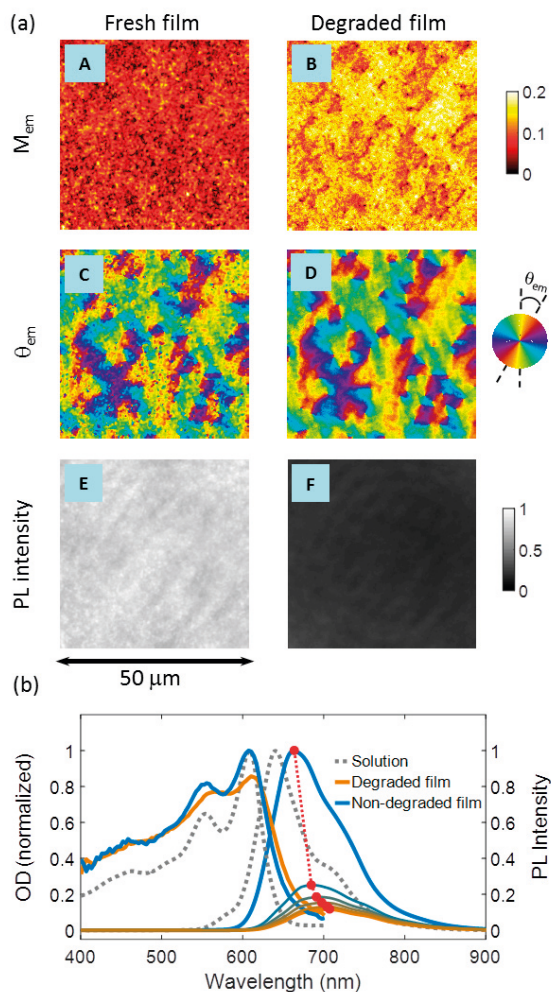 (a) Fresh film Degraded film
A B
M_em
0.2
0.1
0
C D
θ_em
θ_em
E F
PL intensity
1
0.5
0
50 μm
(b)
1 1
0.8 0.8
0.6 0.6
0.4 0.4
0.2 0.2
0 0
Solution
Degraded film
Non-degraded film
OD (normalized)
PL Intensity
400 500 600 700 800 900
Wavelength (nm)